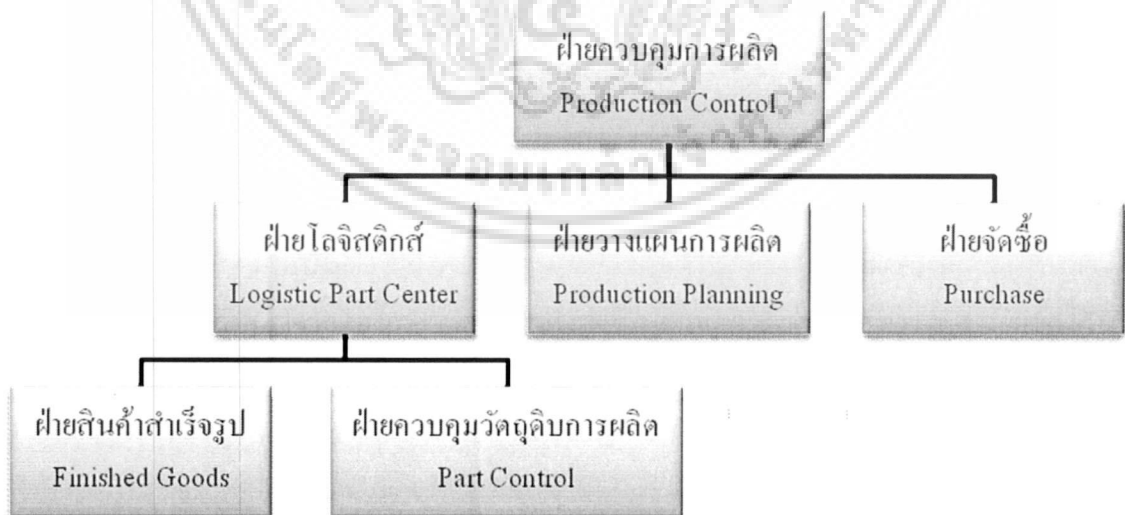 ฝ่ายควบคุมการผลิต
Production Control
ฝ่ายโลจิสติกส์
Logistic Part Center
ฝ่ายวางแผนการผลิต
Production Planning
ฝ่ายจัดซื้อ
Purchase
ฝ่ายสินค้าสำเร็จรูป
Finished Goods
ฝ่ายควบคุมวัตถุดิบการผลิต
Part Control